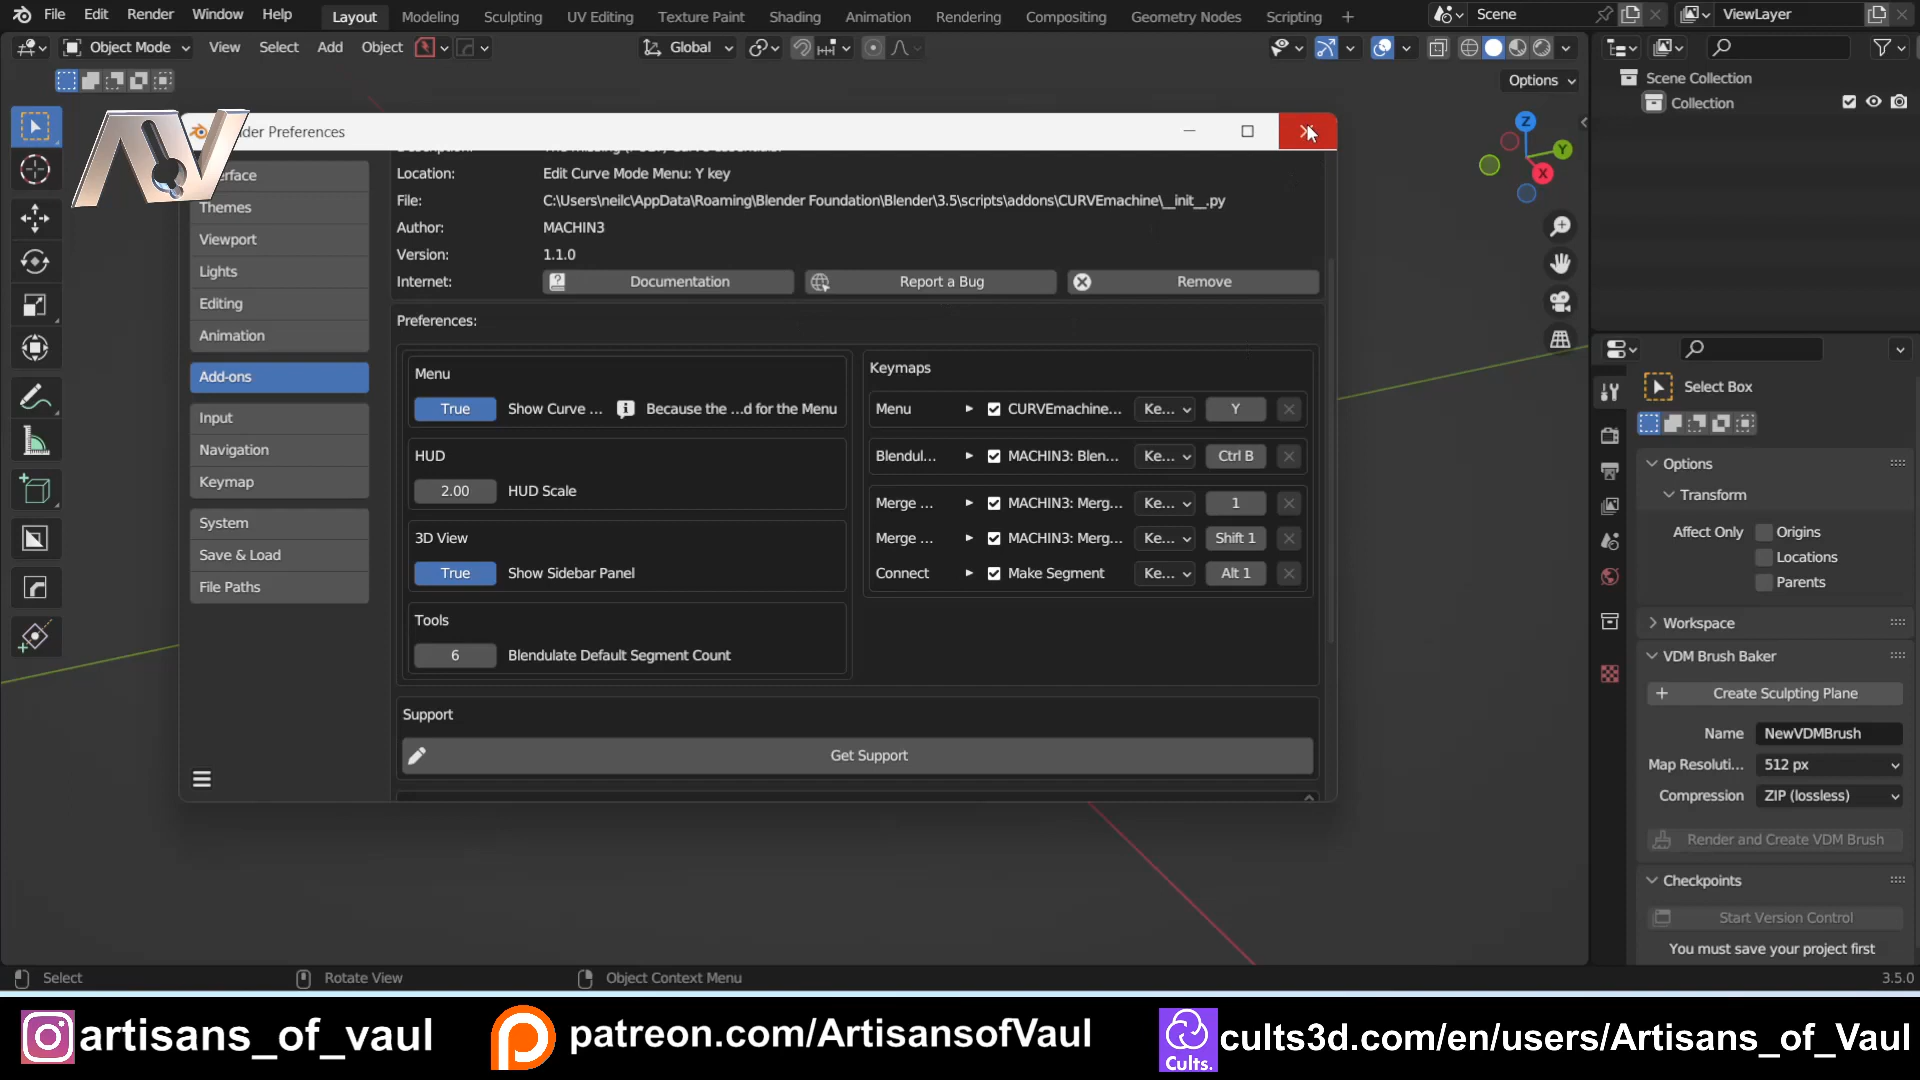 File Edit Render Window Help Layout Modeling Sculpting UV Editing Texture Paint Shading Animation Rendering Compositing Geometry Nodes Scripting + Scene ViewLayer
Object Mode View Select Add Object Global
Options
Scene Collection
Collection
der Preferences
erface
Themes
Viewport
Lights
Editing
Animation
Add-ons
Input
Navigation
Keymap
System
Save & Load
File Paths
Location: Edit Curve Mode Menu: Y key
File: C:\Users\neilc\AppData\Roaming\Blender Foundation\Blender\3.5\scripts\addons\CURVEmachine\__init__.py
Author: MACHIN3
Version: 1.1.0
Internet: Documentation Report a Bug Remove
Preferences:
Menu
True Show Curve ... Because the ...d for the Menu
HUD
2.00 HUD Scale
3D View
True Show Sidebar Panel
Tools
6 Blendulate Default Segment Count
Keymaps
Menu CURVEmachine... Ke... Y
Blendul... MACHIN3: Blen... Ke... Ctrl B
Merge ... MACHIN3: Merg... Ke... 1
Merge ... MACHIN3: Merg... Ke... Shift 1
Connect Make Segment Ke... Alt 1
Support
Get Support
Z
Y
X
Select Box
Options
Transform
Affect Only Origins
Locations
Parents
Workspace
VDM Brush Baker
Create Sculpting Plane
Name NewVDMBrush
Map Resoluti... 512 px
Compression ZIP (lossless)
Render and Create VDM Brush
Checkpoints
Start Version Control
You must save your project first
Select Rotate View Object Context Menu 3.5.0
artisans_of_vaul patreon.com/ArtisansofVaul Cults. cults3d.com/en/users/Artisans_of_Vaul